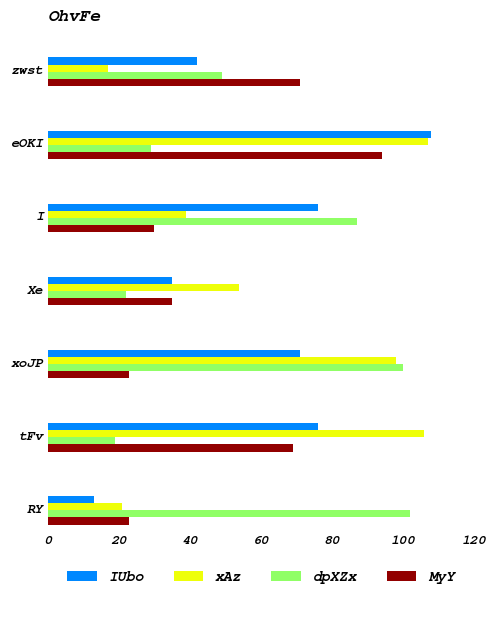 OhvFe
zwst
eOKI
I
Xe
xoJP
tFv
RY
0 20 40 60 80 100 120
IUbo xAz dpXZx MyY